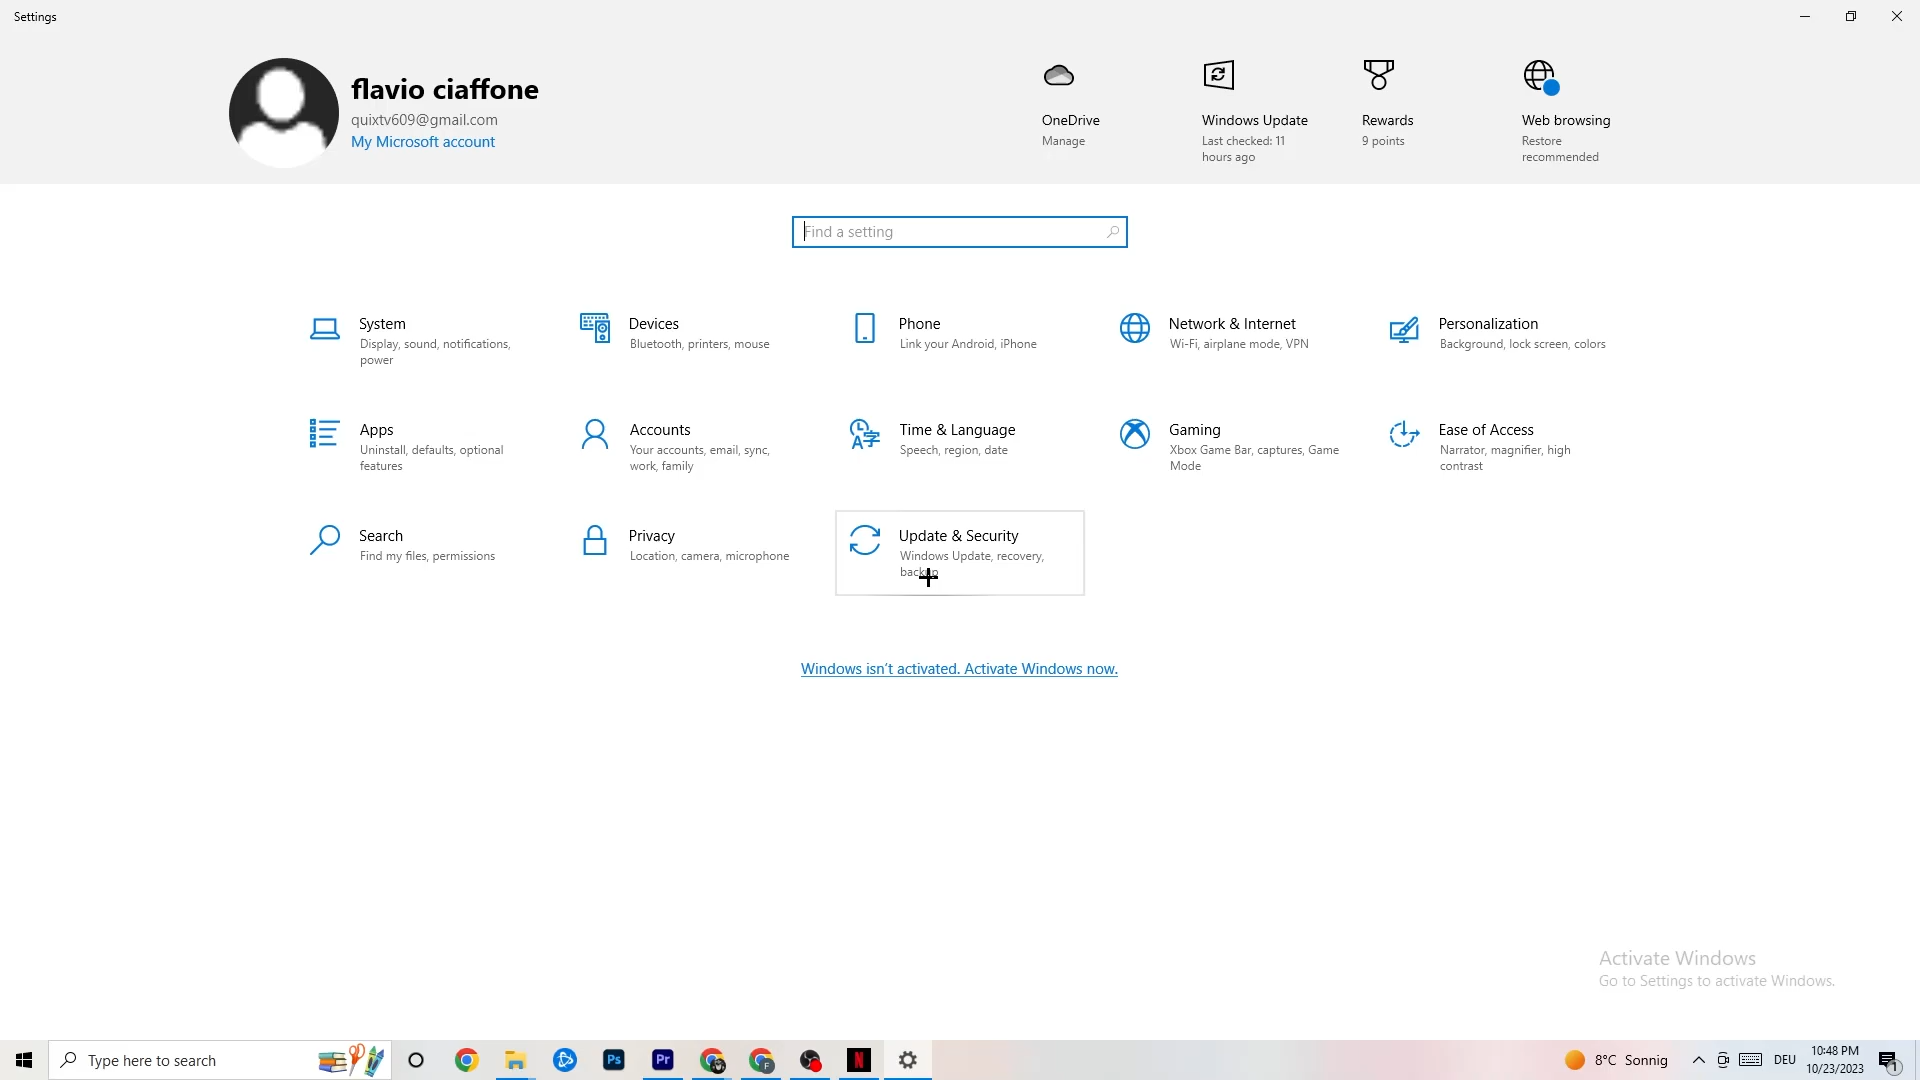 Settings
flavio ciaffone
quixtv609@gmail.com
My Microsoft account
OneDrive
Manage
Windows Update
Last checked: 11
hours ago
Rewards
9 points
Web browsing
Restore
recommended
Find a setting
System
Display, sound, notifications,
power
Devices
Bluetooth, printers, mouse
Phone
Link your Android, iPhone
Network & Internet
Wi-Fi, airplane mode, VPN
Personalization
Background, lock screen, colors
Apps
Uninstall, defaults, optional
features
Accounts
Your accounts, email, sync,
work, family
Time & Language
Speech, region, date
Gaming
Xbox Game Bar, captures, Game
Mode
Ease of Access
Narrator, magnifier, high
contrast
Search
Find my files, permissions
Privacy
Location, camera, microphone
Update & Security
Windows Update, recovery,
backup
Windows isn't activated. Activate Windows now.
Activate Windows
Go to Settings to activate Windows.
Type here to search
Ps
Pr
F
N
8°C Sonnig
DEU
10:48 PM
10/23/2023
1